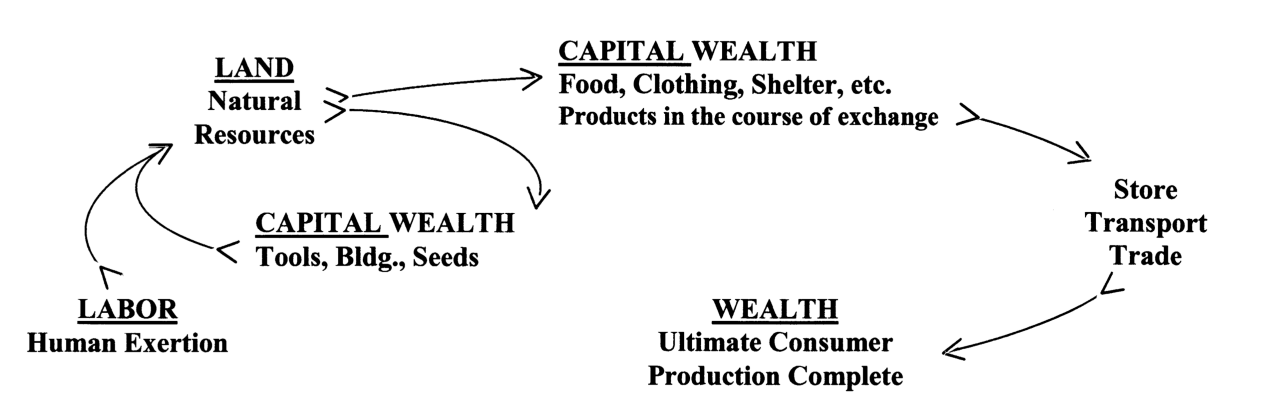 LAND
Natural
Resources
CAPITAL WEALTH
Food, Clothing, Shelter, etc.
Products in the course of exchange
Store
Transport
Trade
CAPITAL WEALTH
Tools, Bldg., Seeds
LABOR
Human Exertion
WEALTH
Ultimate Consumer
Production Complete